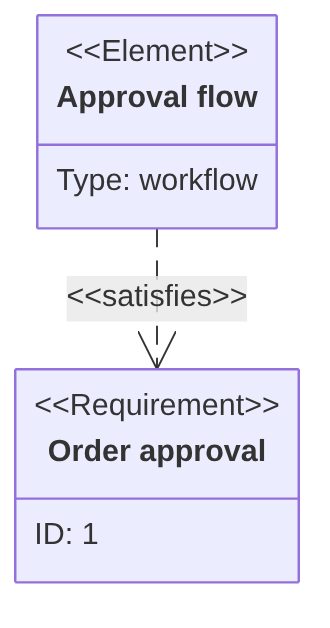 <<Element>>
Approval flow
Type: workflow
<<satisfies>>
<<Requirement>>
Order approval
ID: 1